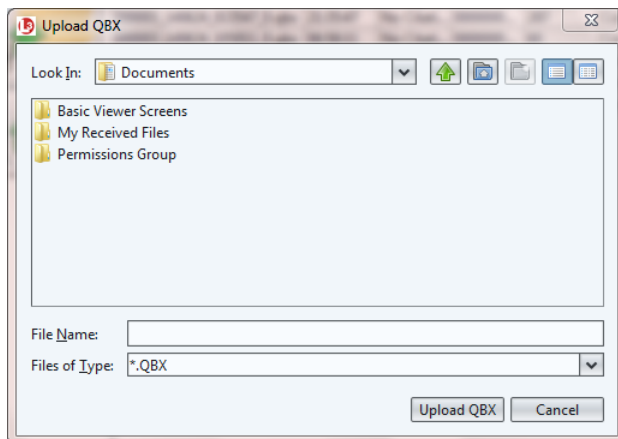 Upload QBX
Look In: Documents
Basic Viewer Screens
My Received Files
Permissions Group
File Name:
Files of Type: *.QBX
Upload QBX Cancel